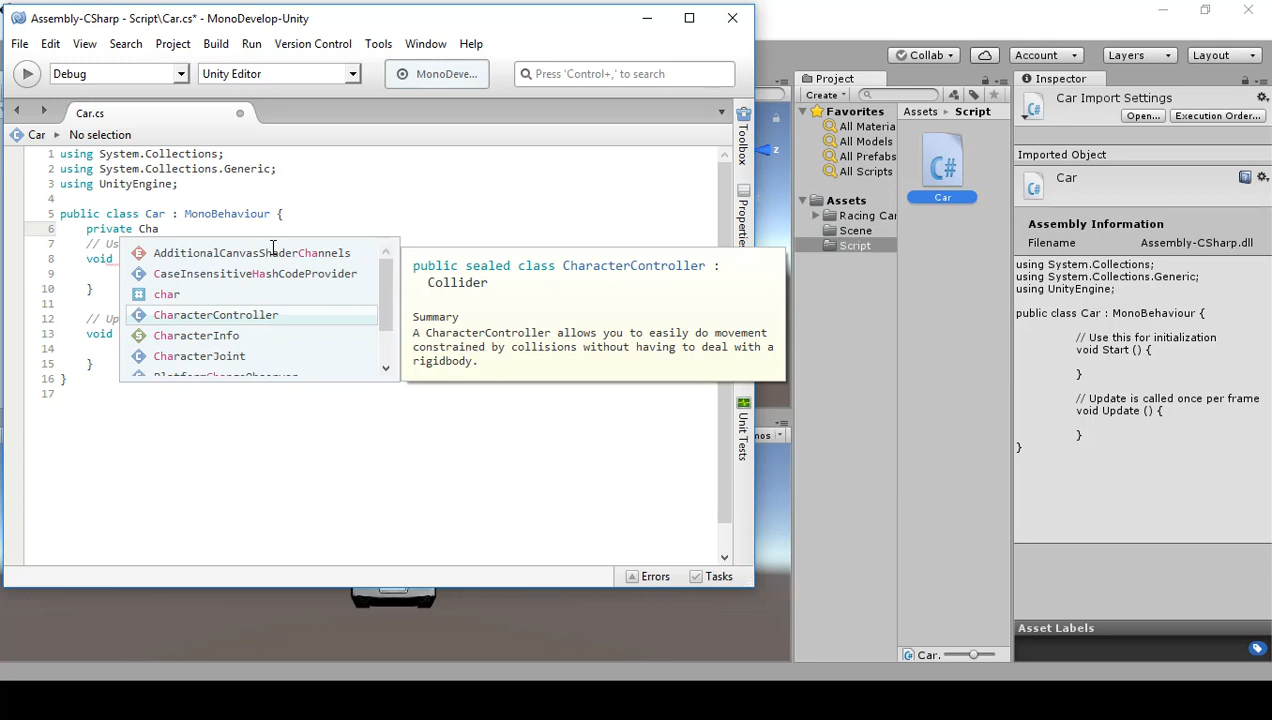 Assembly-CSharp - Script\Car.cs* - MonoDevelop-Unity
File Edit View Search Project Build Run Version Control Tools Window Help
Debug
Unity Editor
MonoDeve...
Press 'Control+,' to search
Car.cs
Car
No selection
1 using System.Collections;
2 using System.Collections.Generic;
3 using UnityEngine;
4
5 public class Car : MonoBehaviour {
6 private Cha
7 // Us
8 void
9
10 }
11
12 // Up
13 void
14
15 }
16 }
17
AdditionalCanvasShaderChannels
CaseInsensitiveHashCodeProvider
char
CharacterController
CharacterInfo
CharacterJoint
PlatformChangeObserver
public sealed class CharacterController :
Collider
Summary
A CharacterController allows you to easily do movement
constrained by collisions without having to deal with a
rigidbody.
Toolbox
Properties
Unit Tests
Errors
Tasks
z
mos
Collab
Account
Layers
Layout
Project
Create
Favorites
All Materia
All Models
All Prefabs
All Scripts
Assets
Racing Car
Scene
Script
Assets
Script
C#
Car
Car.
Inspector
Car Import Settings
Open...
Execution Order...
Imported Object
Car
Assembly Information
Filename Assembly-CSharp.dll
using System.Collections;
using System.Collections.Generic;
using UnityEngine;
public class Car : MonoBehaviour {
// Use this for initialization
void Start () {
}
// Update is called once per frame
void Update () {
}
}
Asset Labels